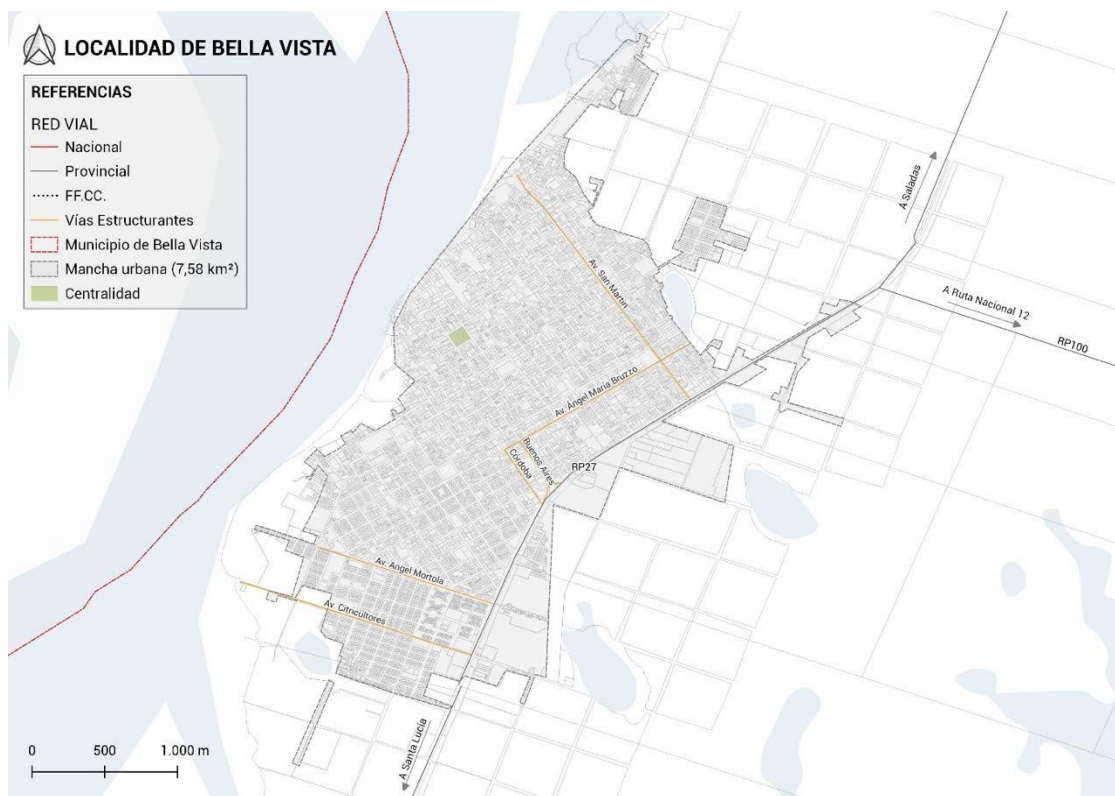 LOCALIDAD DE BELLA VISTA
REFERENCIAS
RED VIAL
Nacional
Provincial
FF.CC.
Vías Estructurantes
Municipio de Bella Vista
Mancha urbana (7,58 km²)
Centralidad
A Saladas
Av. San Martín
A Ruta Nacional 12
RP100
Av. Ángel María Bruzzo
Buenos Aires
Córdoba
RP27
Av. Angel Mortola
Av. Citricultores
A Santa Lucía
0 500 1.000 m